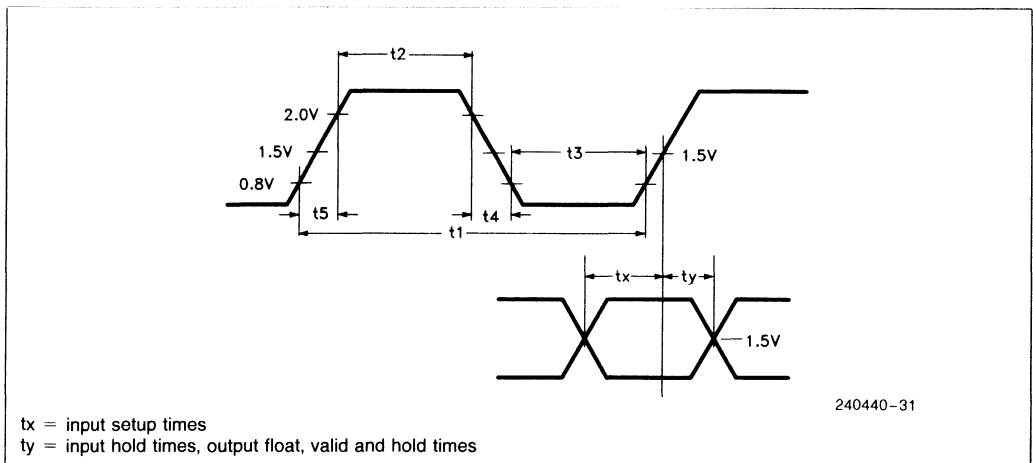 t2
2.0V
1.5V
t3
1.5V
0.8V
t5
t4
t1
tx
ty
1.5V
240440-31
tx = input setup times
ty = input hold times, output float, valid and hold times